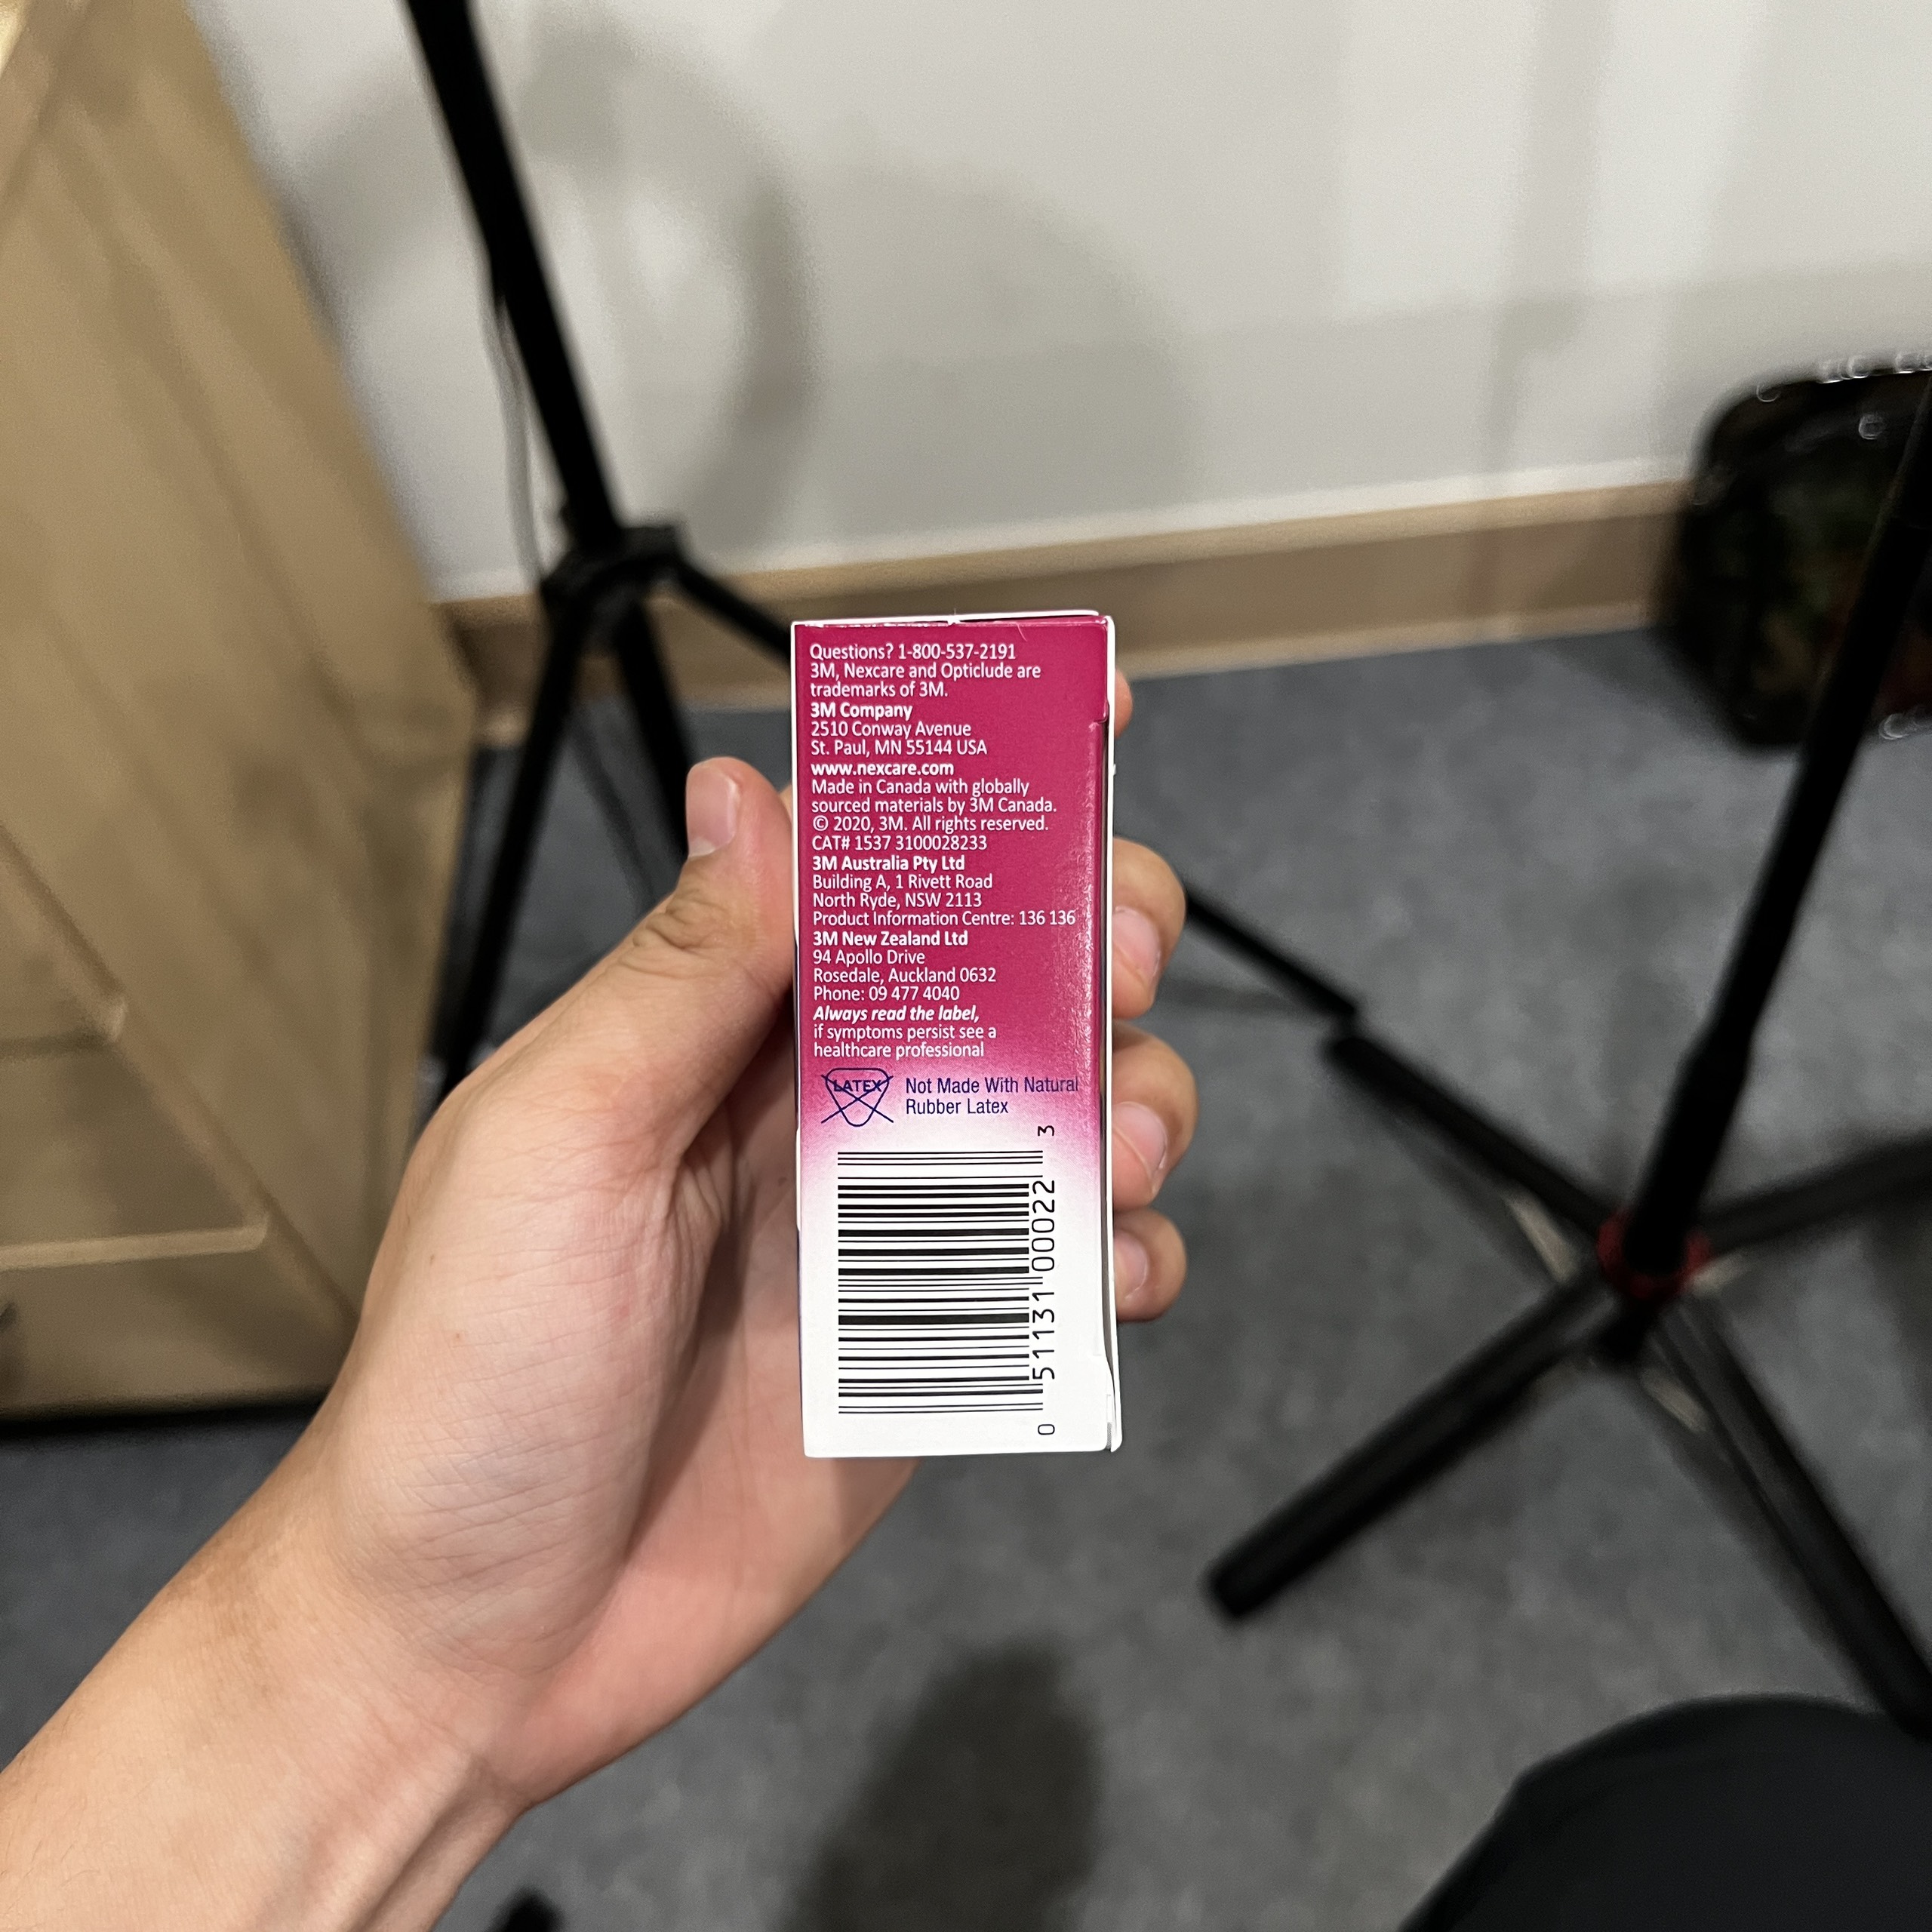 Questions? 1-800-537-2191
3M, Nexcare and Opticlude are
trademarks of 3M.
3M Company
2510 Conway Avenue
St. Paul, MN 55144 USA
www.nexcare.com
Made in Canada with globally
sourced materials by 3M Canada.
© 2020, 3M. All rights reserved.
CAT# 1537 3100028233
3M Australia Pty Ltd
Building A, 1 Rivett Road
North Ryde, NSW 2113
Product Information Centre: 136 136
3M New Zealand Ltd
94 Apollo Drive
Rosedale, Auckland 0632
Phone: 09 477 4040
Always read the label,
if symptoms persist see a
healthcare professional
LATEX
Not Made With Natural
Rubber Latex
0 51131 00022 3